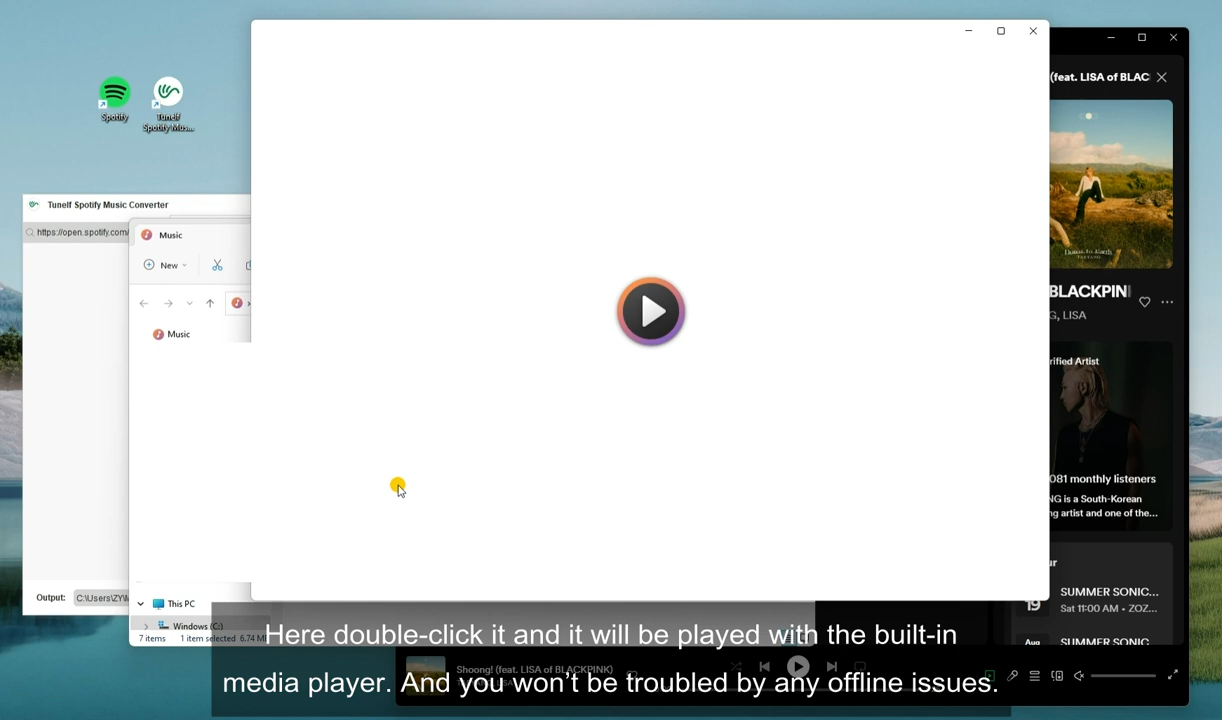 Spotify
Tunelf
Spotify Mus...
Tunelf Spotify Music Converter
https://open.spotify.com/
Music
New
Music
(feat. LISA of BLAC
BLACKPIN
G, LISA
rified Artist
081 monthly listeners
NG is a South-Korean
ng artist and one of the...
ur
19
SUMMER SONIC...
Sat 11:00 AM • ZOZ...
Aug
SUMMER SONIC
Output:
C:\Users\ZY\M
This PC
Windows (C:)
7 items
1 item selected
6.74 M
Shoong! (feat. LISA of BLACKPINK)
Here double-click it and it will be played with the built-in
media player. And you won't be troubled by any offline issues.